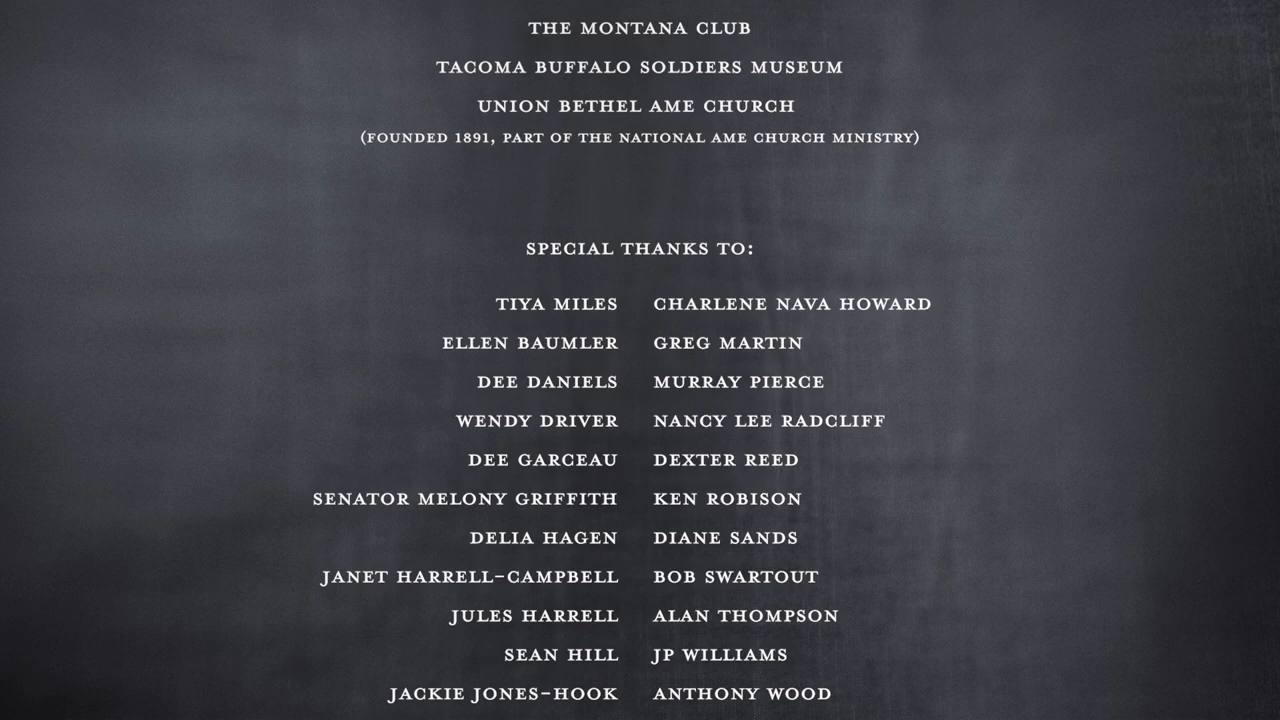 THE MONTANA CLUB
TACOMA BUFFALO SOLDIERS MUSEUM
UNION BETHEL AME CHURCH
(FOUNDED 1891, PART OF THE NATIONAL AME CHURCH MINISTRY)
SPECIAL THANKS TO:
TIYA MILES CHARLENE NAVA HOWARD
ELLEN BAUMLER GREG MARTIN
DEE DANIELS MURRAY PIERCE
WENDY DRIVER NANCY LEE RADCLIFF
DEE GARCEAU DEXTER REED
SENATOR MELONY GRIFFITH KEN ROBISON
DELIA HAGEN DIANE SANDS
JANET HARRELL-CAMPBELL BOB SWARTOUT
JULES HARRELL ALAN THOMPSON
SEAN HILL JP WILLIAMS
JACKIE JONES-HOOK ANTHONY WOOD